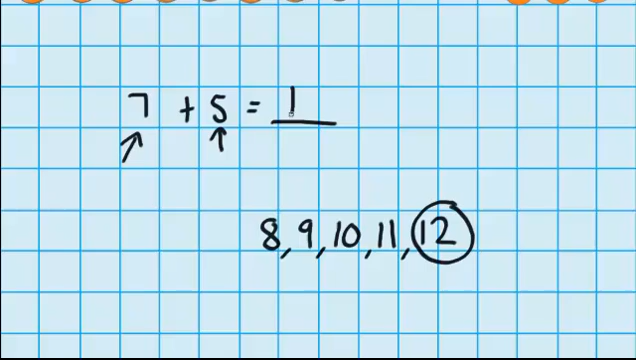 7 + 5 = 1
8, 9, 10, 11, 12